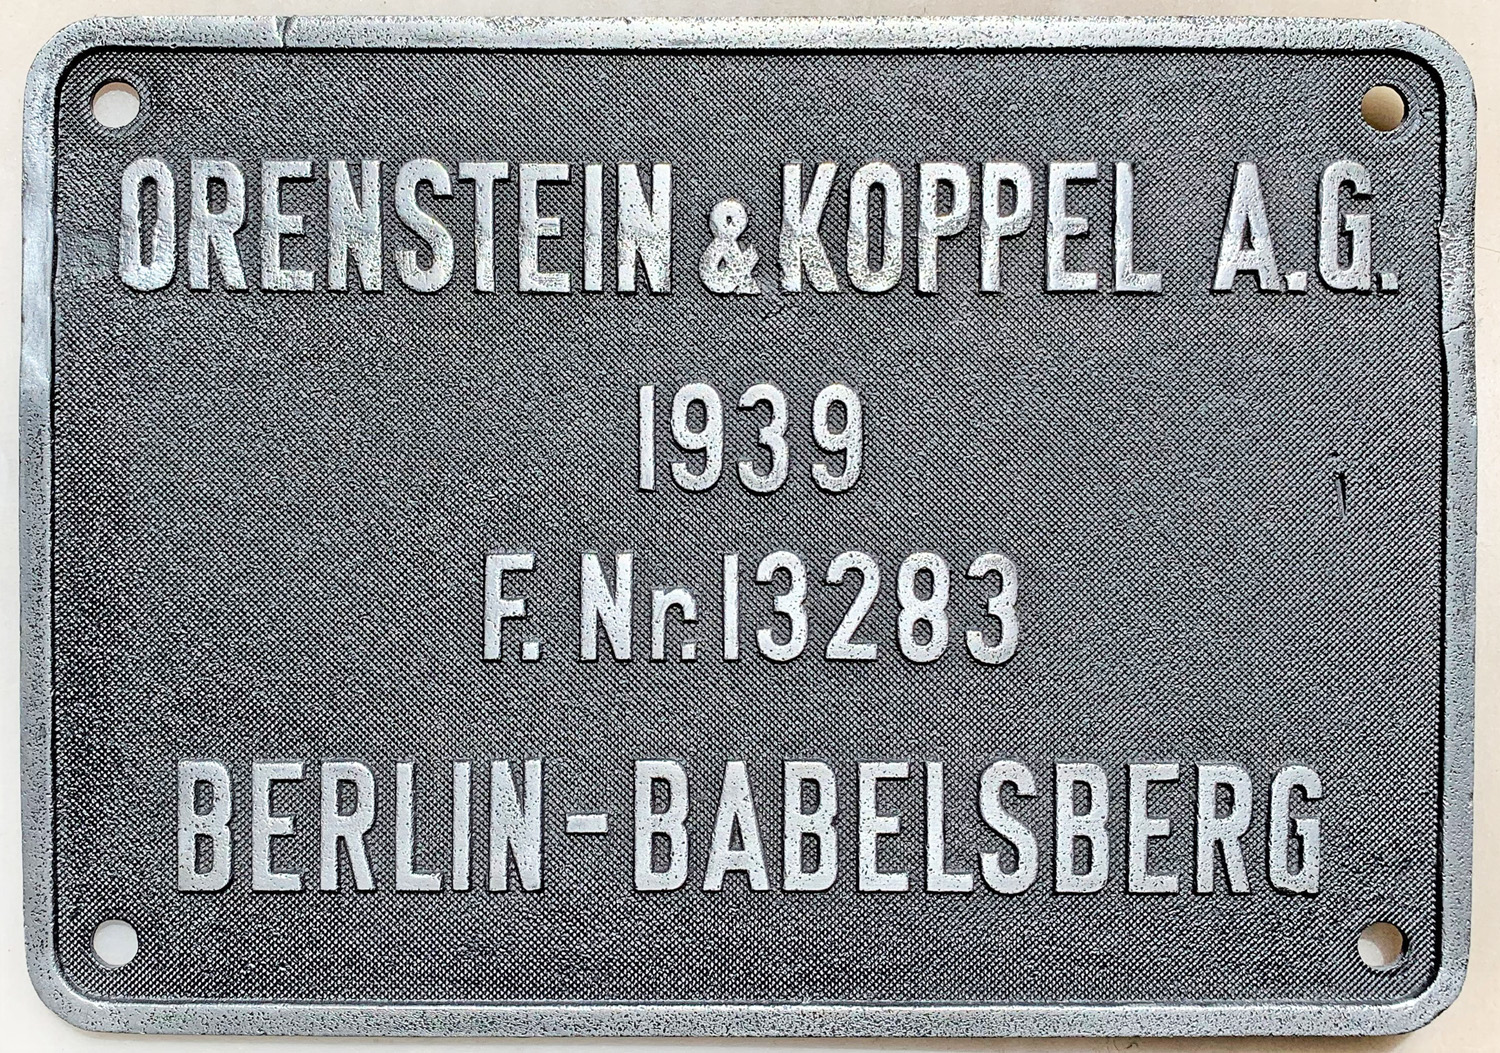 ORENSTEIN & KOPPEL A.G.
1939
F. Nr. 13283
BERLIN-BABELSBERG